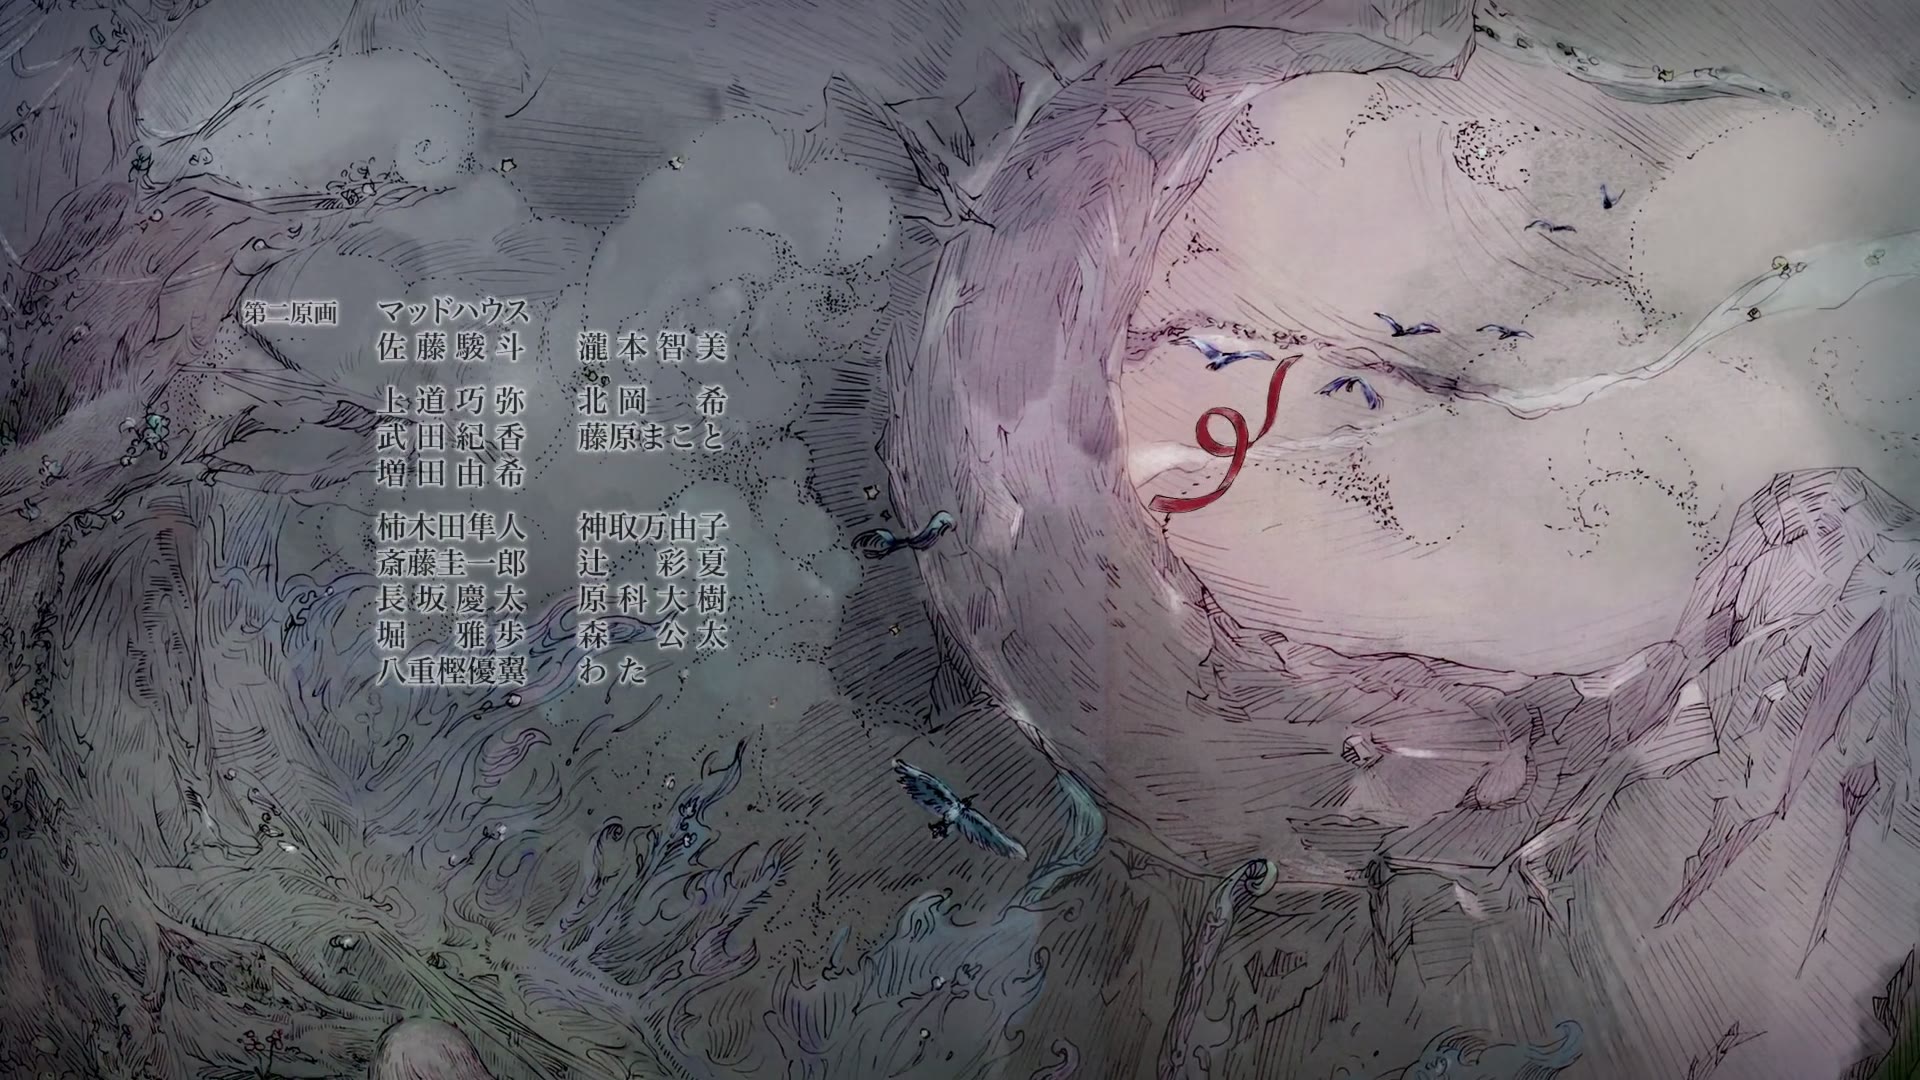 第二原画 マッドハウス
佐藤駿斗 瀧本智美
上道巧弥 北岡 希
武田紀香 藤原まこと
増田由希
柿木田隼人 神取万由子
斎藤圭一郎 辻 彩夏
長坂慶太 原科大樹
堀 雅歩 森 公太
八重樫優翼 わた